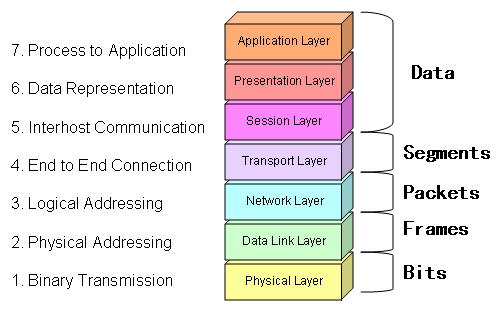 7. Process to Application
Application Layer
Data
6. Data Representation
Presentation Layer
5. Interhost Communication
Session Layer
4. End to End Connection
Transport Layer
Segments
3. Logical Addressing
Network Layer
Packets
2. Physical Addressing
Data Link Layer
Frames
1. Binary Transmission
Physical Layer
Bits